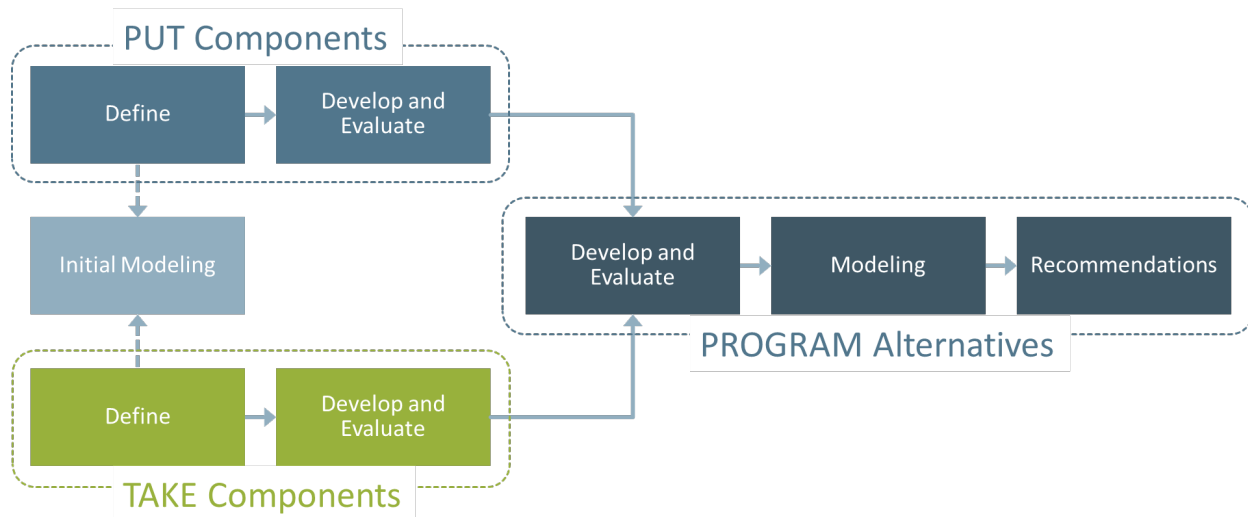 PUT Components
Define
Develop and
Evaluate
Initial Modeling
Develop and
Evaluate
Modeling
Recommendations
PROGRAM Alternatives
Define
Develop and
Evaluate
TAKE Components